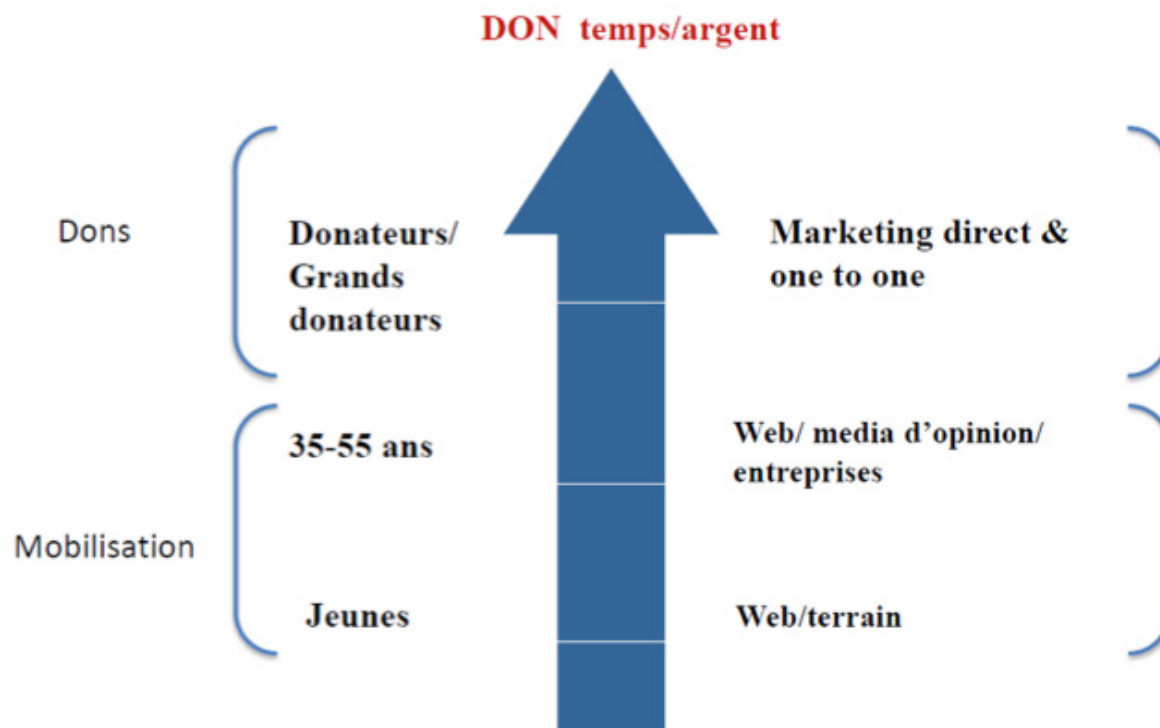 DON temps/argent
Dons
Donateurs/
Grands
donateurs
Marketing direct &
one to one
35-55 ans
Web/ media d’opinion/
entreprises
Mobilisation
Jeunes
Web/terrain